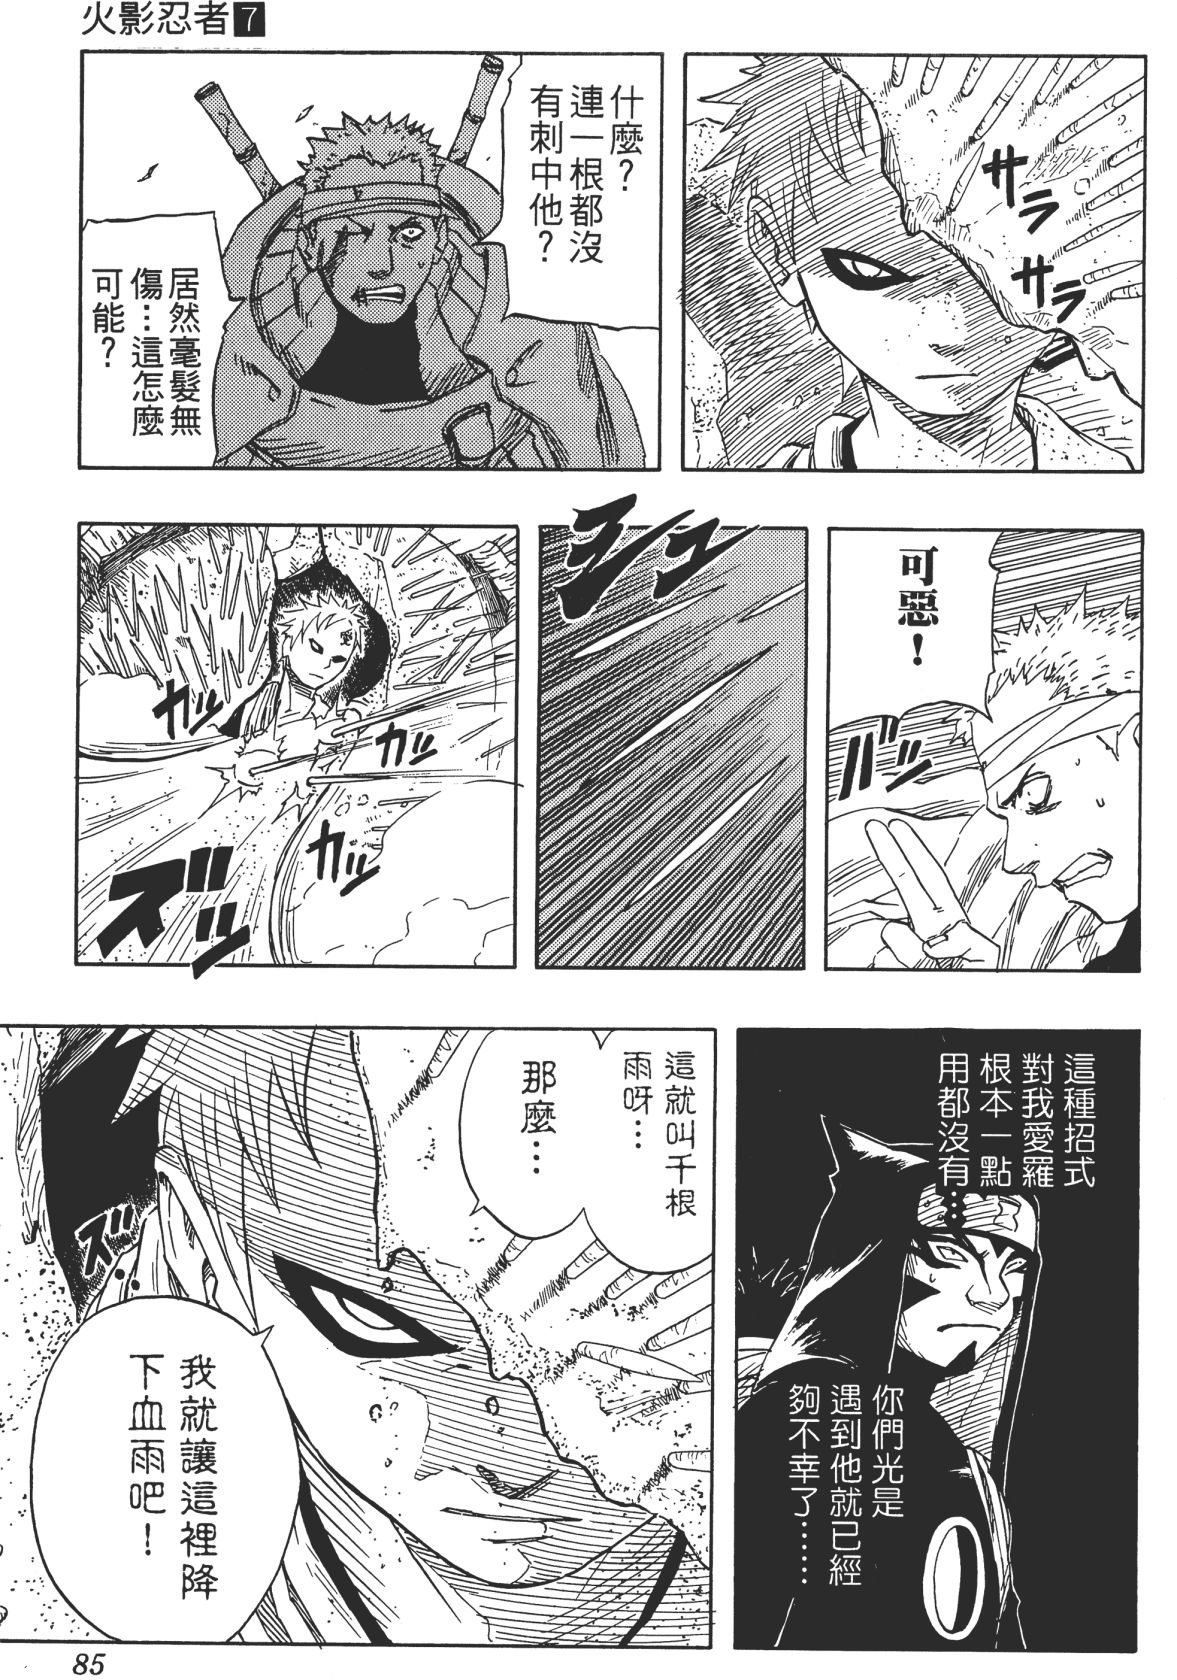 火影忍者7
サラ
サラ
什麼?
連一根都沒
有刺中他?
居然毫髮無
傷…這怎麼
可能?
可惡!
バッ
シュ
カッ
カッ
カッ
ズッ
這種招式
對我愛羅
根本一點
用都沒有…
你們光是
遇到他就已經
夠不幸了……
這就叫千根
雨呀…
那麼…
ズズ…
我就讓這裡降
下血雨吧!
85